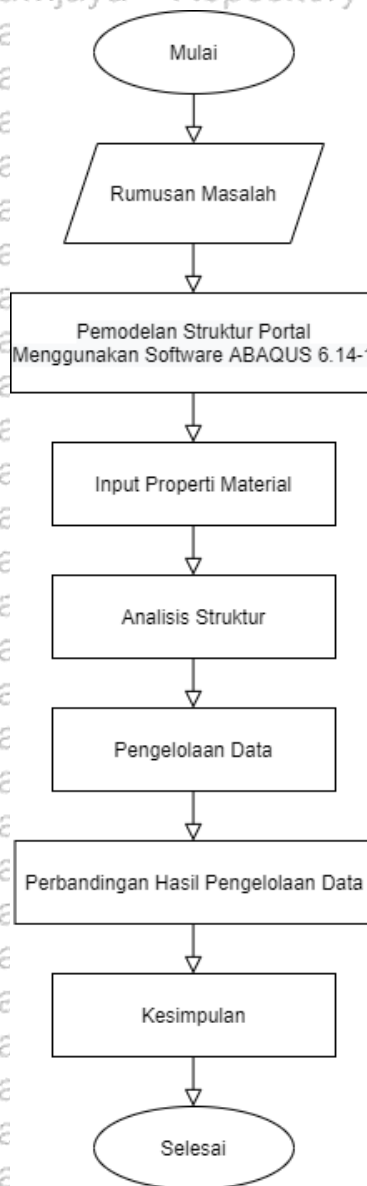 Mulai
Rumusan Masalah
Pemodelan Struktur Portal
Menggunakan Software ABAQUS 6.14-1
Input Properti Material
Analisis Struktur
Pengelolaan Data
Perbandingan Hasil Pengelolaan Data
Kesimpulan
Selesai